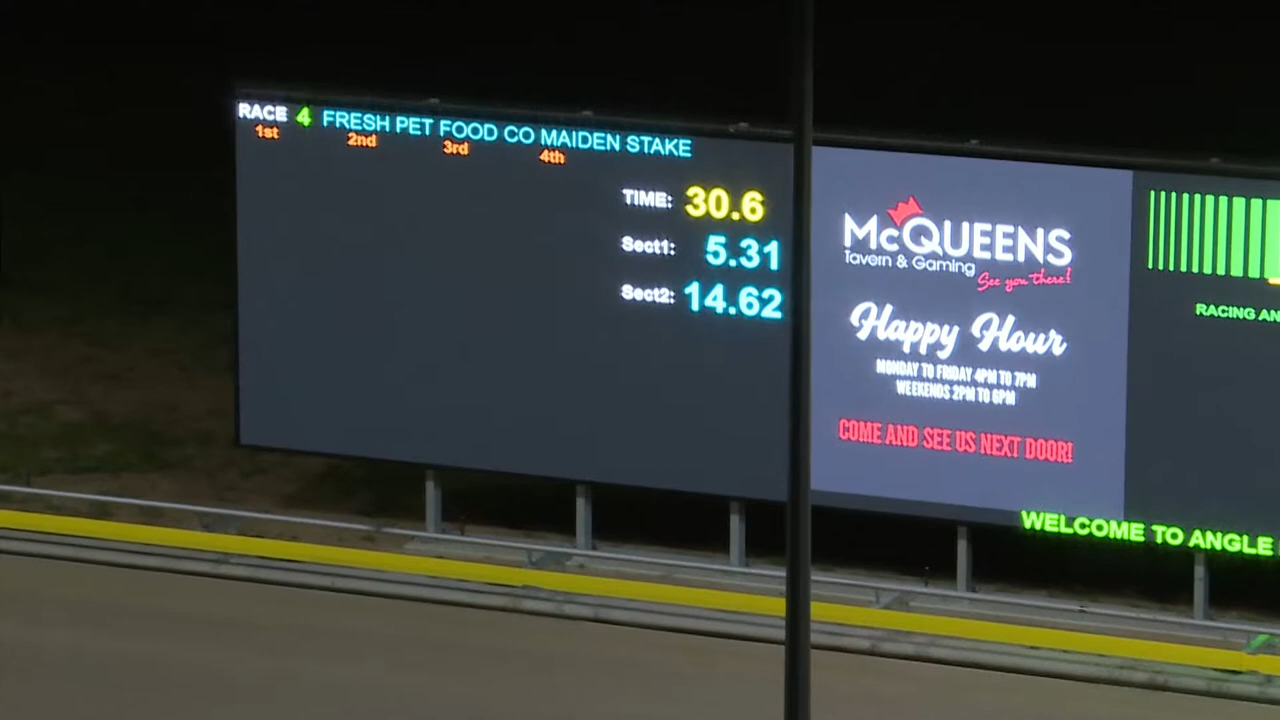 RACE 4 FRESH PET FOOD CO MAIDEN STAKE
1st 2nd 3rd 4th
TIME: 30.6
Sect1: 5.31
Sect2: 14.62
McQUEENS
Tavern & Gaming
See you there!
Happy Hour
MONDAY TO FRIDAY 4PM TO 7PM
WEEKENDS 2PM TO 6PM
COME AND SEE US NEXT DOOR!
RACING AN
WELCOME TO ANGLE